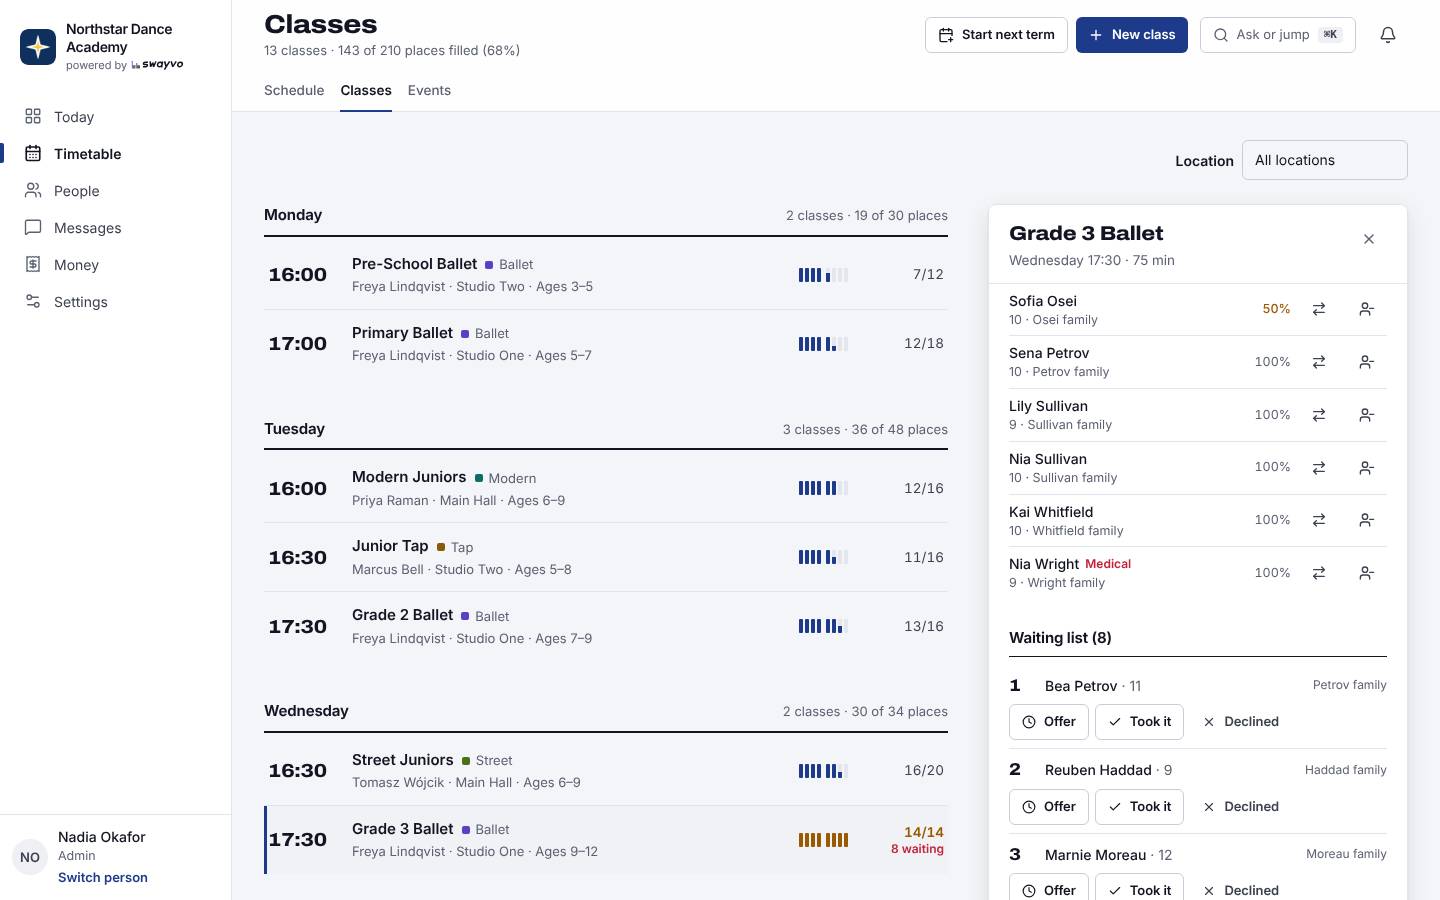 Northstar Dance Academy
powered by swayvo
Today
Timetable
People
Messages
Money
Settings
NO
Nadia Okafor
Admin
Switch person
Classes
13 classes · 143 of 210 places filled (68%)
Start next term
New class
Ask or jump ⌘K
Schedule Classes Events
Location All locations
Monday 2 classes · 19 of 30 places
16:00 Pre-School Ballet Ballet 7/12
Freya Lindqvist · Studio Two · Ages 3–5
17:00 Primary Ballet Ballet 12/18
Freya Lindqvist · Studio One · Ages 5–7
Tuesday 3 classes · 36 of 48 places
16:00 Modern Juniors Modern 12/16
Priya Raman · Main Hall · Ages 6–9
16:30 Junior Tap Tap 11/16
Marcus Bell · Studio Two · Ages 5–8
17:30 Grade 2 Ballet Ballet 13/16
Freya Lindqvist · Studio One · Ages 7–9
Wednesday 2 classes · 30 of 34 places
16:30 Street Juniors Street 16/20
Tomasz Wójcik · Main Hall · Ages 6–9
17:30 Grade 3 Ballet Ballet 14/14
Freya Lindqvist · Studio One · Ages 9–12 8 waiting
Grade 3 Ballet
Wednesday 17:30 · 75 min
Sofia Osei 50%
10 · Osei family
Sena Petrov 100%
10 · Petrov family
Lily Sullivan 100%
9 · Sullivan family
Nia Sullivan 100%
10 · Sullivan family
Kai Whitfield 100%
10 · Whitfield family
Nia Wright Medical 100%
9 · Wright family
Waiting list (8)
1 Bea Petrov · 11 Petrov family
Offer Took it Declined
2 Reuben Haddad · 9 Haddad family
Offer Took it Declined
3 Marnie Moreau · 12 Moreau family
Offer Took it Declined